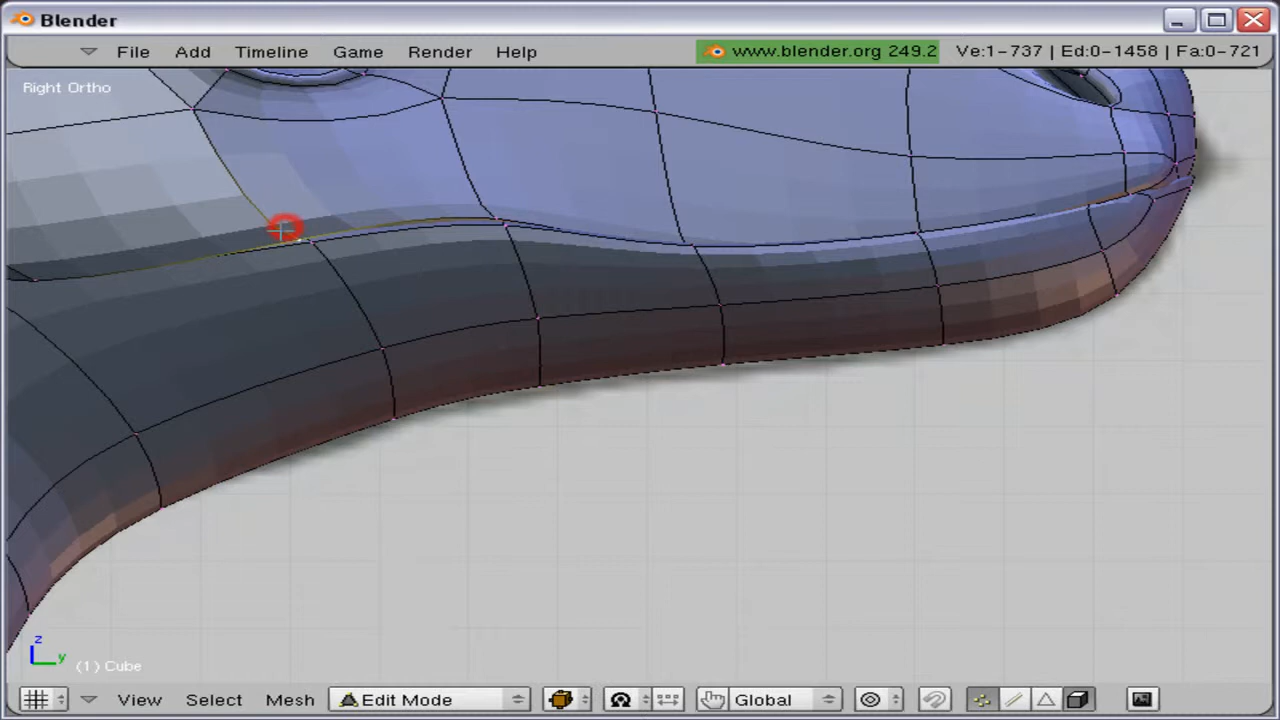 Blender
File Add Timeline Game Render Help www.blender.org 249.2 Ve:1-737 | Ed:0-1458 | Fa:0-721
Right Ortho
z
y
(1) Cube
View Select Mesh Edit Mode Global